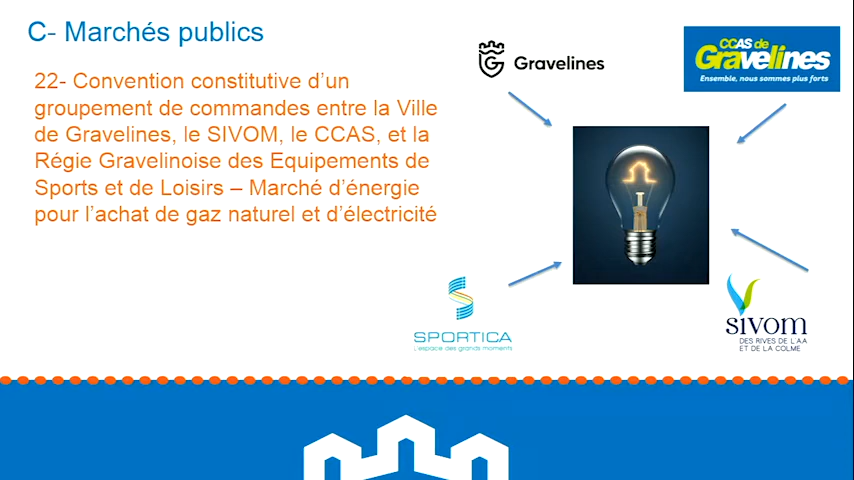 C- Marchés publics
22- Convention constitutive d'un
groupement de commandes entre la Ville
de Gravelines, le SIVOM, le CCAS, et la
Régie Gravelinoise des Equipements de
Sports et de Loisirs – Marché d'énergie
pour l'achat de gaz naturel et d'électricité
Gravelines
CCAS de
Gravelines
Ensemble, nous sommes plus forts
SPORTICA
L'espace des grands moments
sivom
DES RIVES DE L'AA
ET DE LA COLME